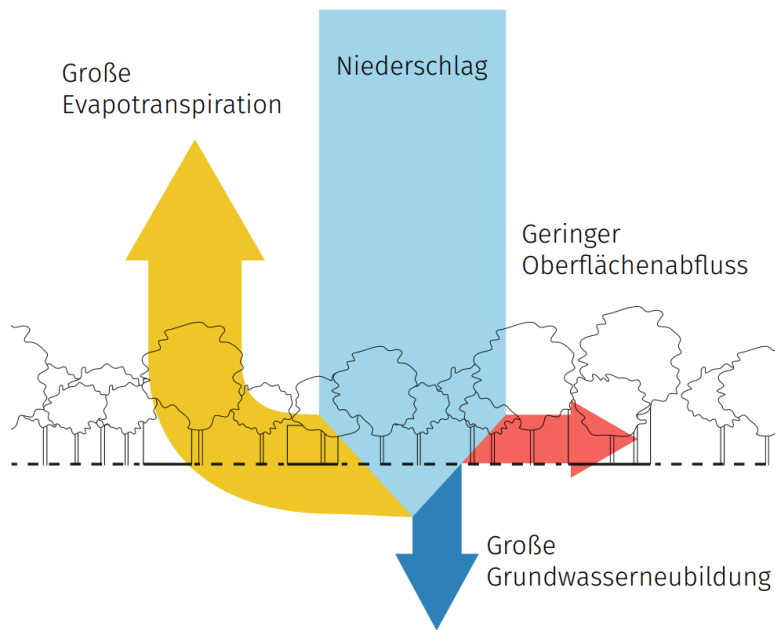 Große
Evapotranspiration
Niederschlag
Geringer
Oberflächenabfluss
Große
Grundwasserneubildung